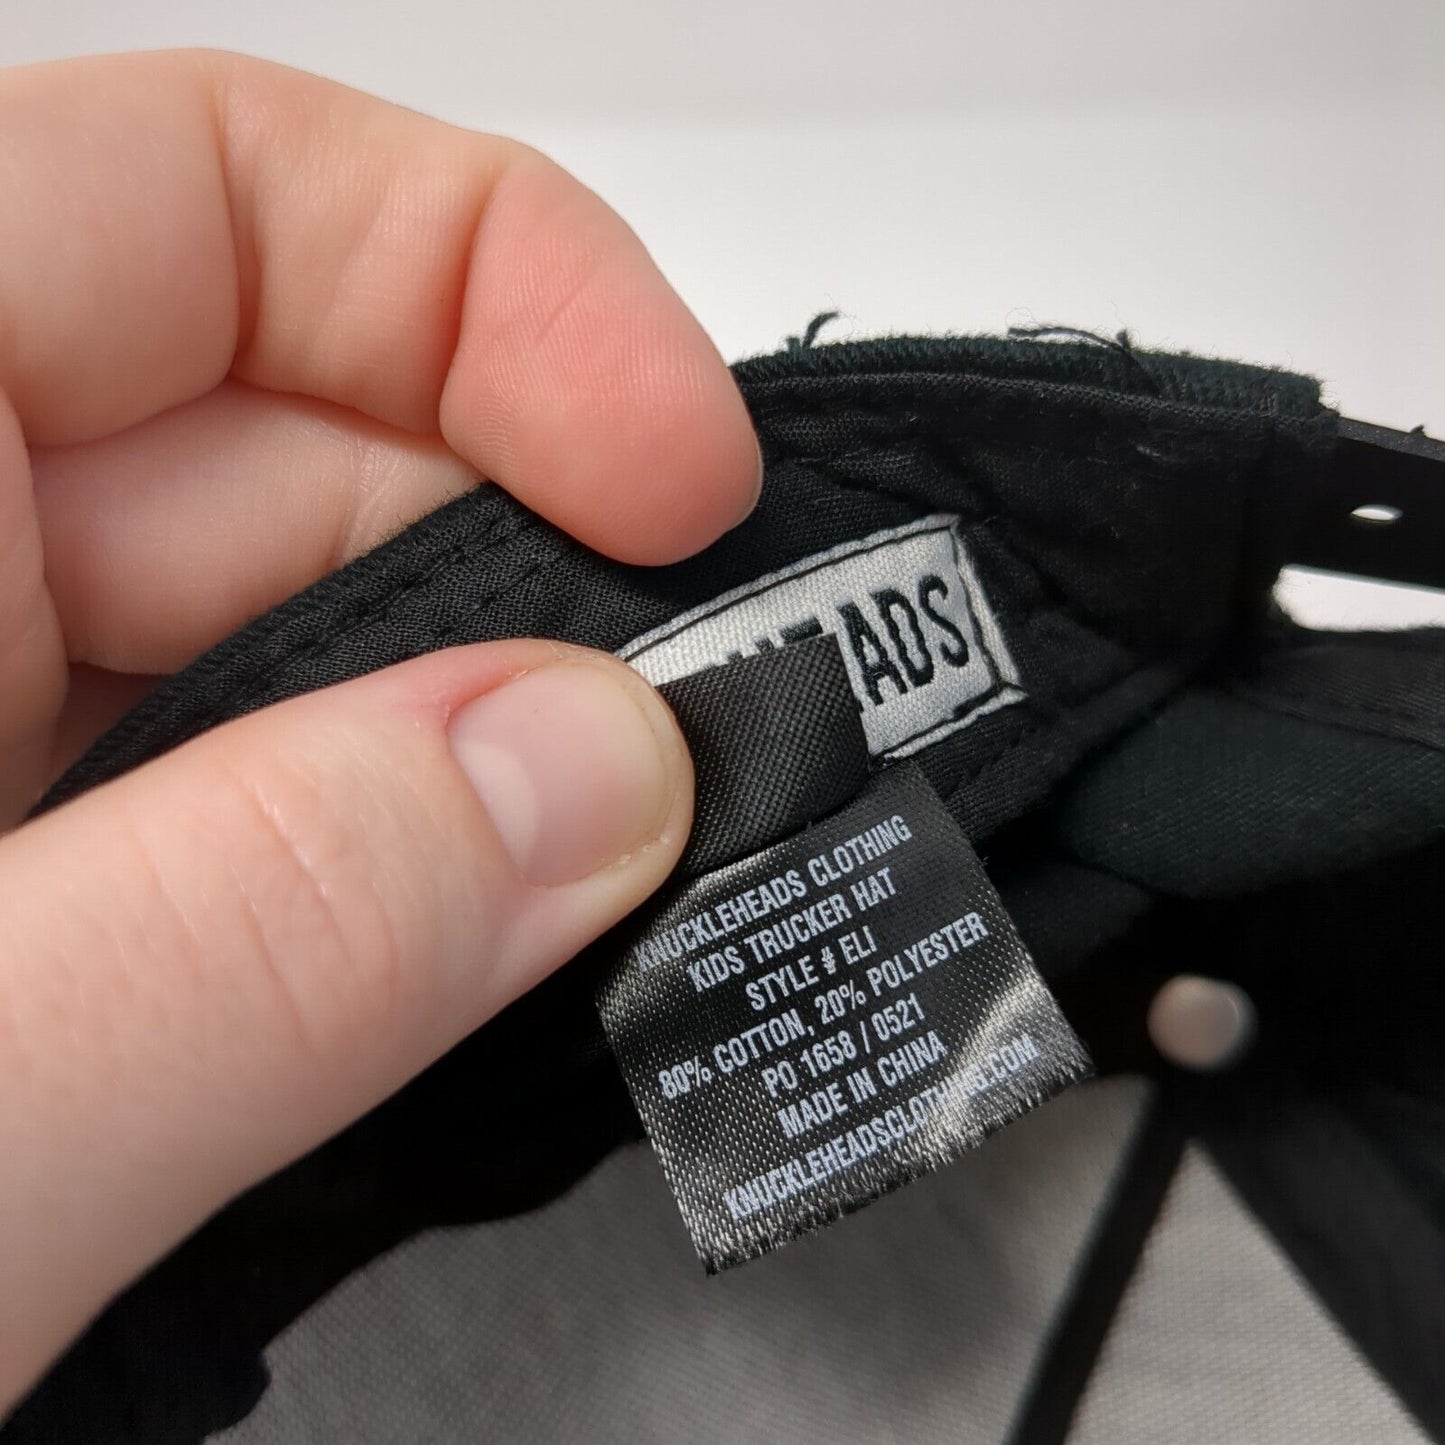 EADS
KNUCKLEHEADS CLOTHING
KIDS TRUCKER HAT
STYLE # ELI
80% COTTON, 20% POLYESTER
PO 1658 / 0521
MADE IN CHINA
KNUCKLEHEADSCLOTHING.COM